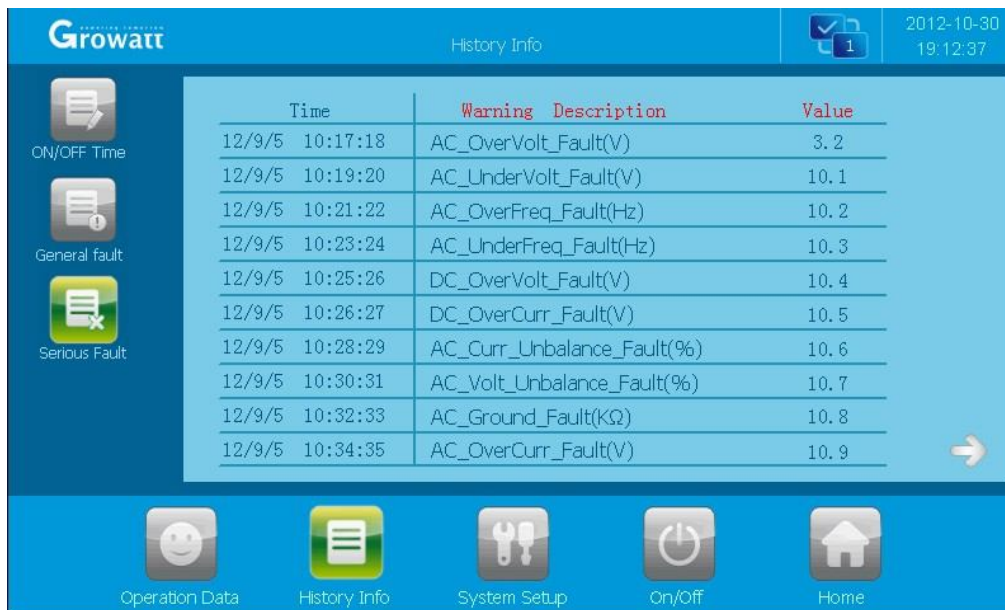 Growatt
History Info
1
2012-10-30
19:12:37
ON/OFF Time
General fault
Serious Fault
Time Warning Description Value
12/9/5 10:17:18 AC_OverVolt_Fault(V) 3.2
12/9/5 10:19:20 AC_UnderVolt_Fault(V) 10.1
12/9/5 10:21:22 AC_OverFreq_Fault(Hz) 10.2
12/9/5 10:23:24 AC_UnderFreq_Fault(Hz) 10.3
12/9/5 10:25:26 DC_OverVolt_Fault(V) 10.4
12/9/5 10:26:27 DC_OverCurr_Fault(V) 10.5
12/9/5 10:28:29 AC_Curr_Unbalance_Fault(%) 10.6
12/9/5 10:30:31 AC_Volt_Unbalance_Fault(%) 10.7
12/9/5 10:32:33 AC_Ground_Fault(KΩ) 10.8
12/9/5 10:34:35 AC_OverCurr_Fault(V) 10.9
Operation Data History Info System Setup On/Off Home